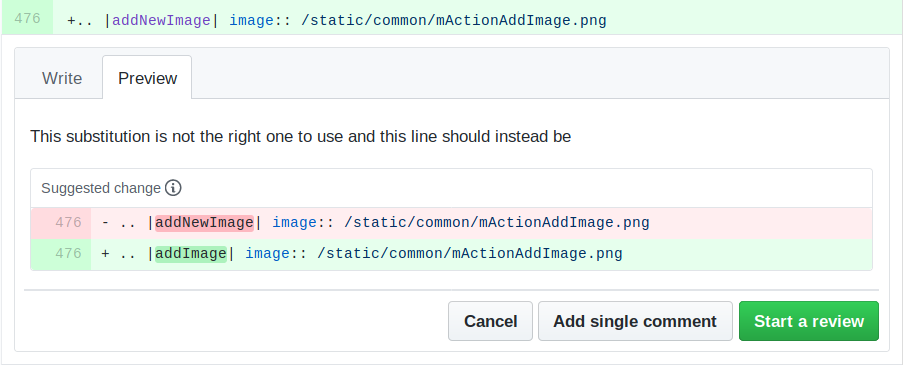 476 +.. |addNewImage| image:: /static/common/mActionAddImage.png
Write Preview
This substitution is not the right one to use and this line should instead be
Suggested change
476 - .. |addNewImage| image:: /static/common/mActionAddImage.png
476 + .. |addImage| image:: /static/common/mActionAddImage.png
Cancel Add single comment Start a review